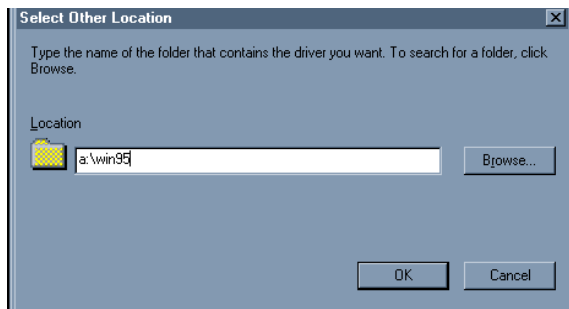 Select Other Location
Type the name of the folder that contains the driver you want. To search for a folder, click
Browse.
Location
a:\win95
Browse...
OK
Cancel